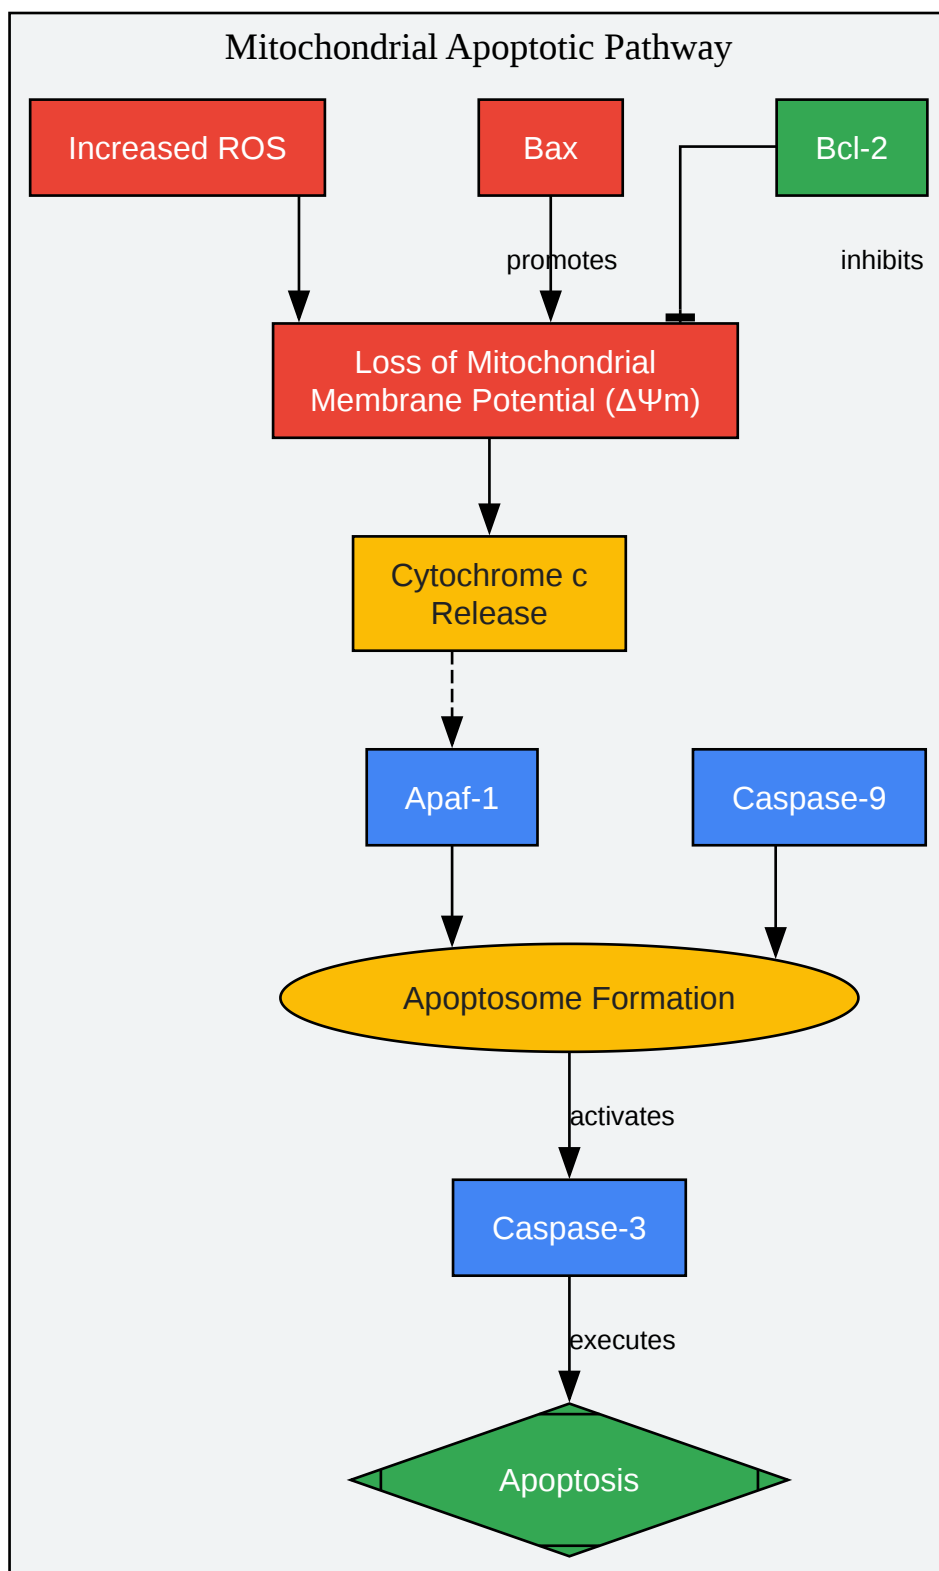 Mitochondrial Apoptotic Pathway
Increased ROS
Bax
Bcl-2
promotes
inhibits
Loss of Mitochondrial
Membrane Potential (ΔΨm)
Cytochrome c
Release
Apaf-1
Caspase-9
Apoptosome Formation
activates
Caspase-3
executes
Apoptosis